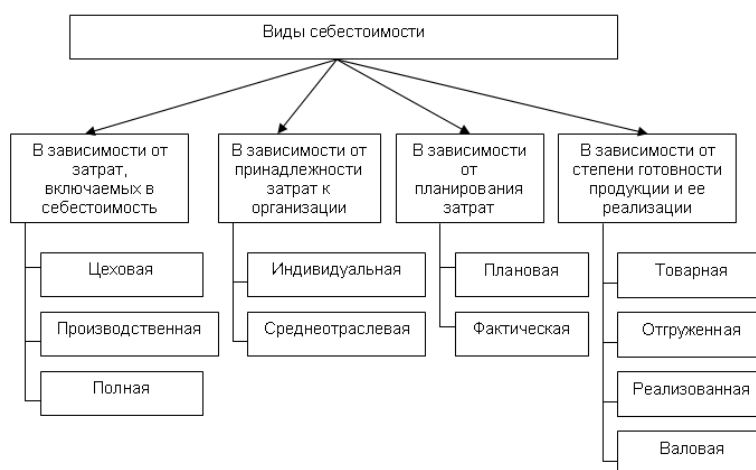 Виды себестоимости
В зависимости от
затрат,
включаемых в
себестоимость
В зависимости от
принадлежности
затрат к
организации
В зависимости
от
планирования
затрат
В зависимости от
степени готовности
продукции и ее
реализации
Цеховая
Производственная
Полная
Индивидуальная
Среднеотраслевая
Плановая
Фактическая
Товарная
Отгруженная
Реализованная
Валовая